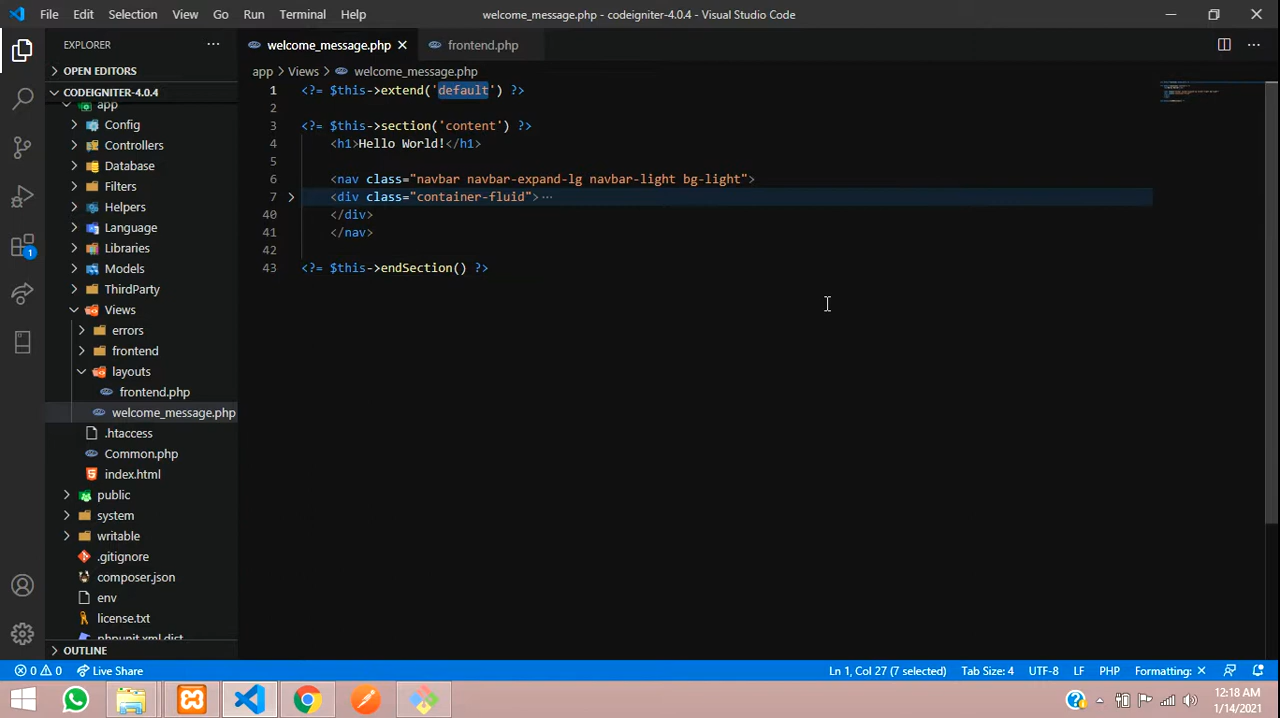 File Edit Selection View Go Run Terminal Help
welcome_message.php - codeigniter-4.0.4 - Visual Studio Code
EXPLORER
welcome_message.php
frontend.php
OPEN EDITORS
app > Views > welcome_message.php
CODEIGNITER-4.0.4
app
Config
Controllers
Database
Filters
Helpers
Language
Libraries
Models
ThirdParty
Views
errors
frontend
layouts
frontend.php
welcome_message.php
.htaccess
Common.php
index.html
public
system
writable
.gitignore
composer.json
env
license.txt
phpunit.xml.dist
OUTLINE
1 <?= $this->extend('default') ?>
2
3 <?= $this->section('content') ?>
4 <h1>Hello World!</h1>
5
6 <nav class="navbar navbar-expand-lg navbar-light bg-light">
7 <div class="container-fluid"> ···
40 </div>
41 </nav>
42
43 <?= $this->endSection() ?>
1
0 0 Live Share
Ln 1, Col 27 (7 selected) Tab Size: 4 UTF-8 LF PHP Formatting: ✕
12:18 AM
1/14/2021